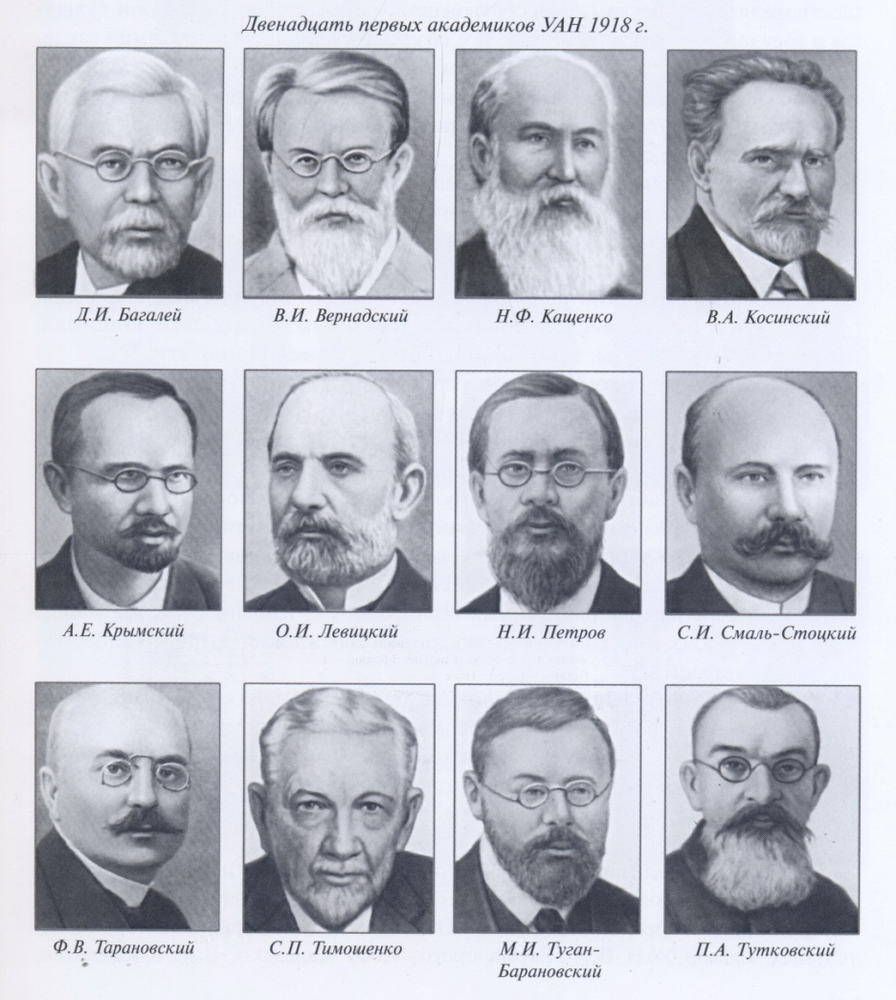 Двенадцать первых академиков УАН 1918 г.
Д.И. Багалей
В.И. Вернадский
Н.Ф. Кащенко
В.А. Косинский
А.Е. Крымский
О.И. Левицкий
Н.И. Петров
С.И. Смаль-Стоцкий
Ф.В. Тарановский
С.П. Тимошенко
М.И. Туган-
Барановский
П.А. Тутковский